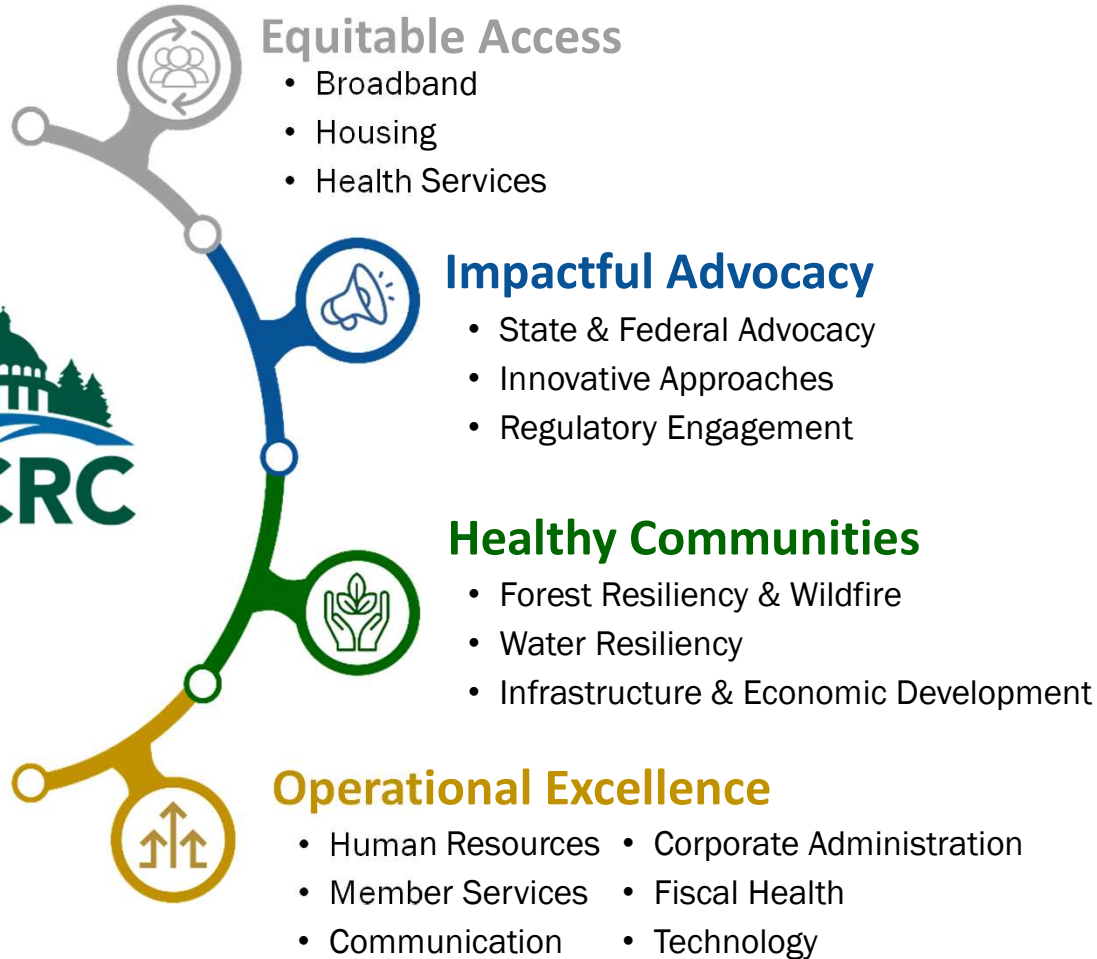 Equitable Access
• Broadband
• Housing
• Health Services
Impactful Advocacy
• State & Federal Advocacy
• Innovative Approaches
• Regulatory Engagement
CRC
Healthy Communities
• Forest Resiliency & Wildfire
• Water Resiliency
• Infrastructure & Economic Development
Operational Excellence
• Human Resources • Corporate Administration
• Member Services • Fiscal Health
• Communication • Technology